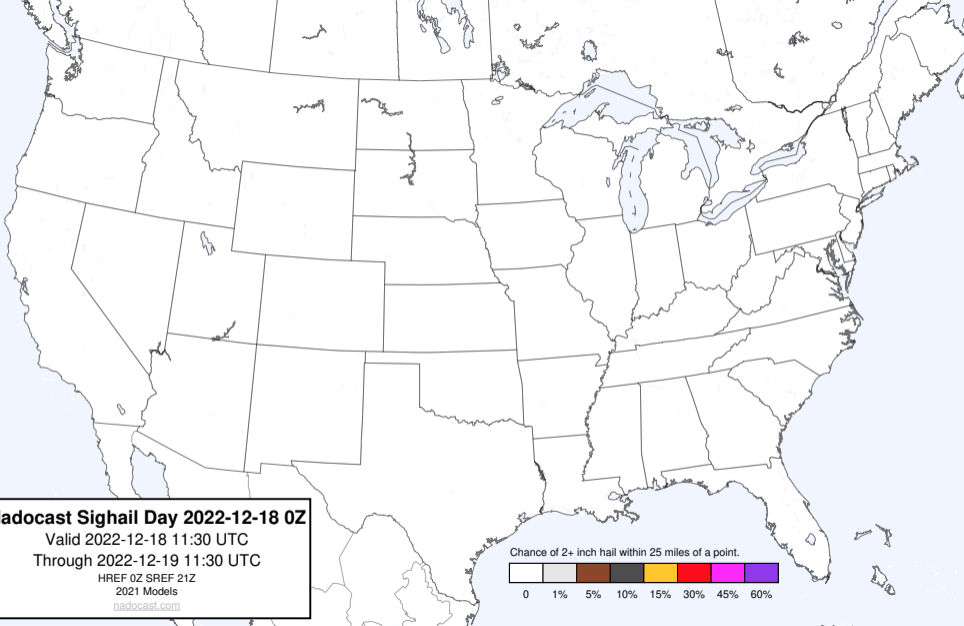 adocast Sighail Day 2022-12-18 0Z
Valid 2022-12-18 11:30 UTC
Through 2022-12-19 11:30 UTC
HREF 0Z SREF 21Z
2021 Models
nadocast.com
Chance of 2+ inch hail within 25 miles of a point.
0 1% 5% 10% 15% 30% 45% 60%